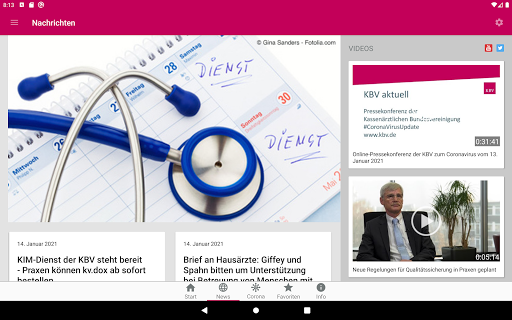 8:13
Nachrichten
© Gina Sanders - Fotolia.com
Samstag
28
29
DIENST
Sonntag
30
DIENST
Mittwoch
26
VIDEOS
KBV aktuell
KBV
Pressekonferenz der
Kassenärztlichen Bundesvereinigung
#CoronaVirusUpdate
www.kbv.de
0:31:41
Online-Pressekonferenz der KBV zum Coronavirus vom 13.
Januar 2021
0:05:14
Neue Regelungen für Qualitätssicherung in Praxen geplant
14. Januar 2021
KIM-Dienst der KBV steht bereit
- Praxen können kv.dox ab sofort
bestellen
14. Januar 2021
Brief an Hausärzte: Giffey und
Spahn bitten um Unterstützung
bei Betreuung von Menschen mit
Start
News
Corona
Favoriten
Info